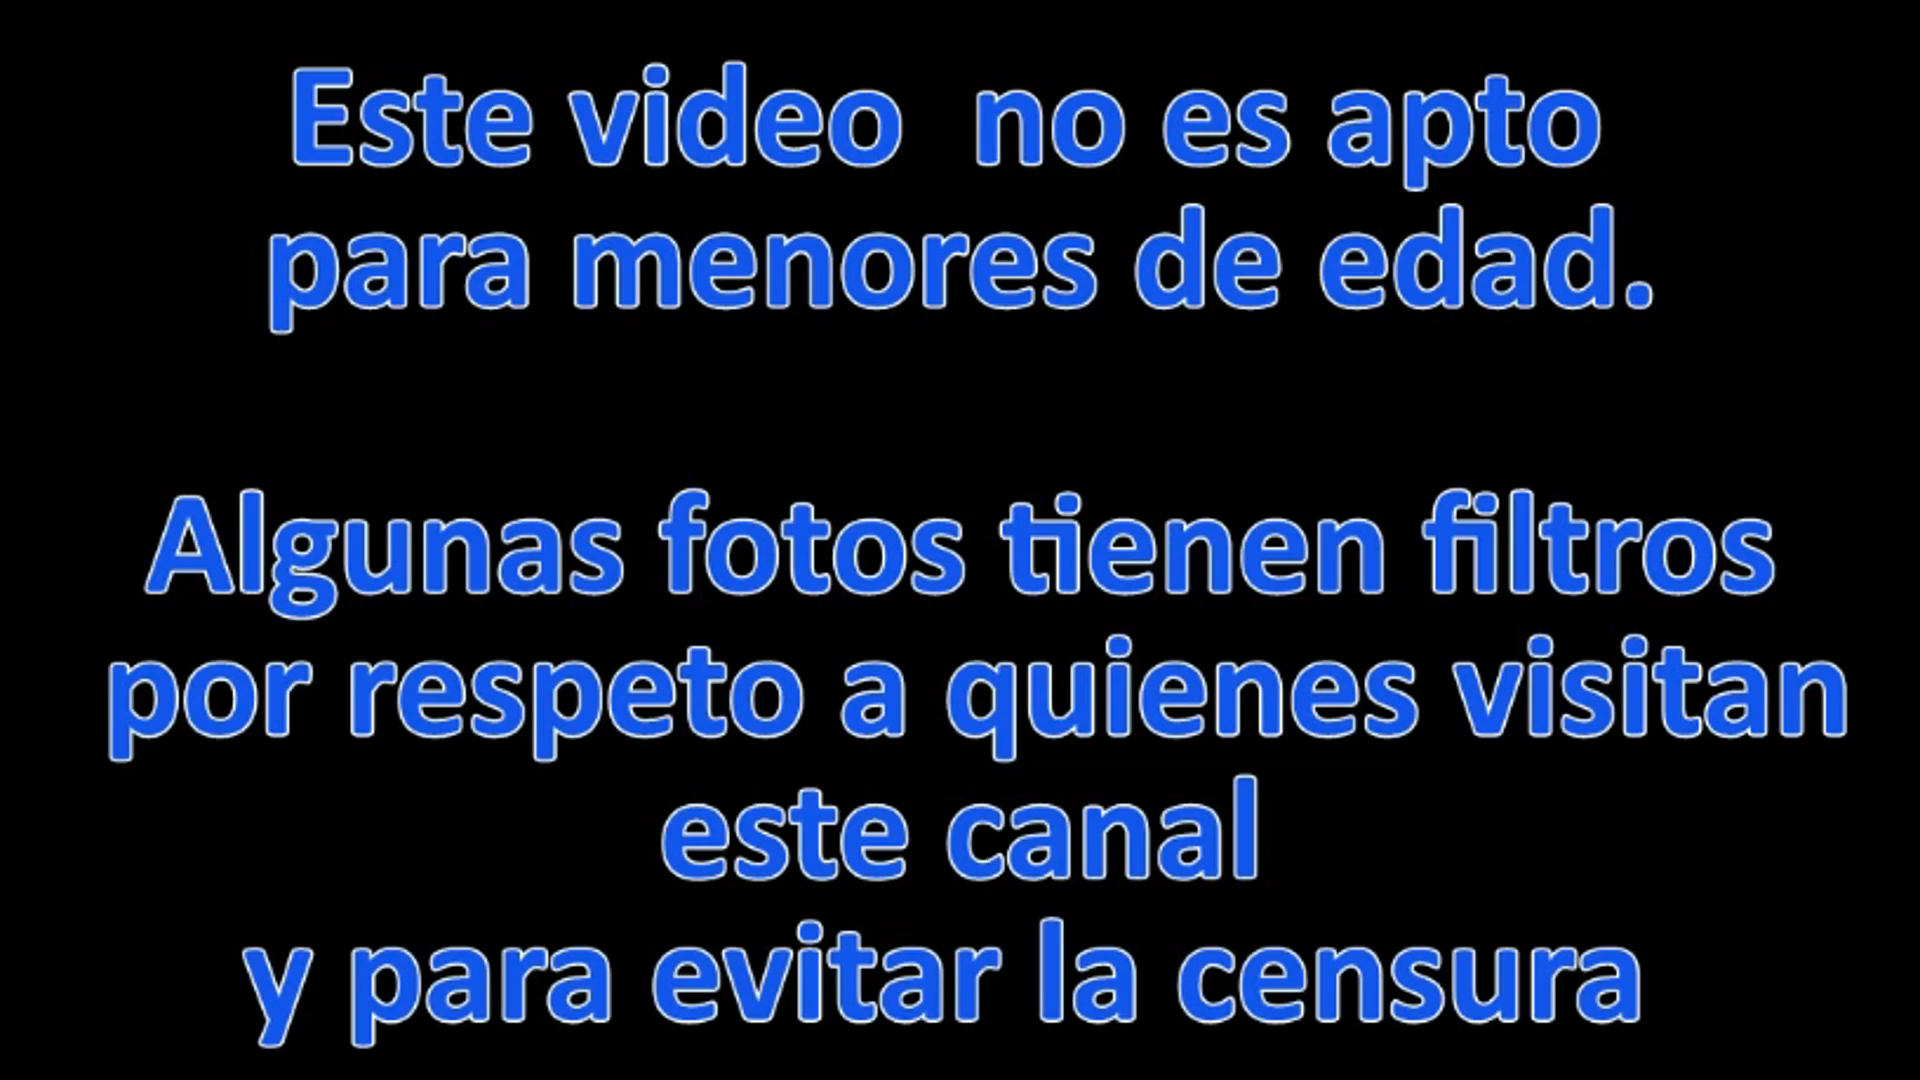 Este video  no es apto
para menores de edad.
Algunas fotos tienen filtros
por respeto a quienes visitan
este canal
y para evitar la censura